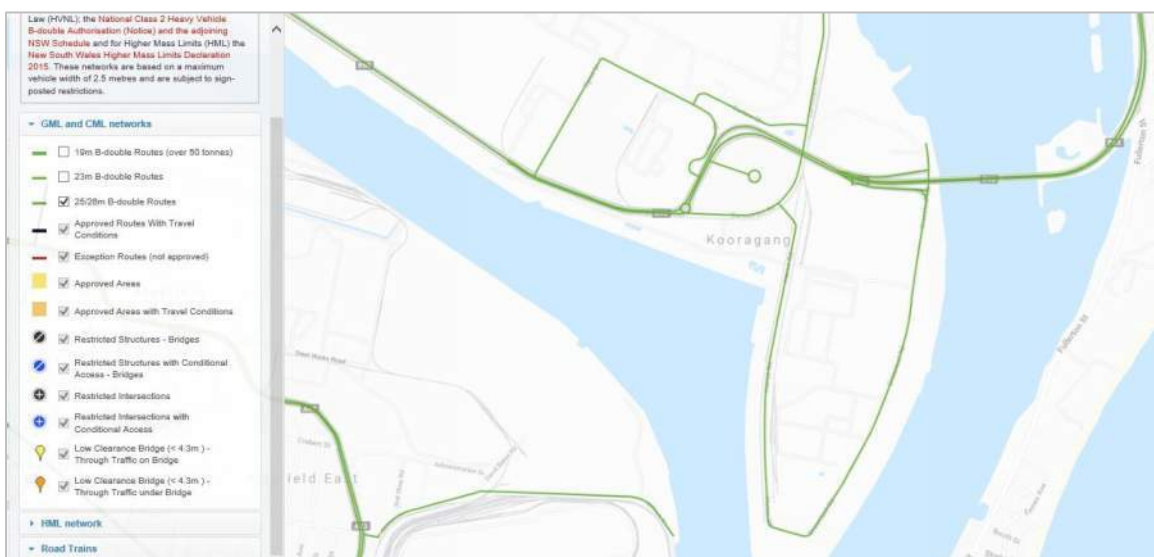 Law (HVNL); the National Class 2 Heavy Vehicle
B-double Authorisation (Notice) and the adjoining
NSW Schedule and for Higher Mass Limits (HML) the
New South Wales Higher Mass Limits Declaration
2015. These networks are based on a maximum
vehicle width of 2.5 metres and are subject to sign-
posted restrictions.
GML and CML networks
19m B-double Routes (over 50 tonnes)
23m B-double Routes
25/26m B-double Routes
Approved Routes With Travel
Conditions
Exception Routes (not approved)
Approved Areas
Approved Areas with Travel Conditions
Restricted Structures - Bridges
Restricted Structures with Conditional
Access - Bridges
Restricted Intersections
Restricted Intersections with
Conditional Access
Low Clearance Bridge (< 4.3m ) -
Through Traffic on Bridge
Low Clearance Bridge (< 4.3m ) -
Through Traffic under Bridge
HML network
Road Trains
Kooragang
Fullerton St
Fullerton St
ield East